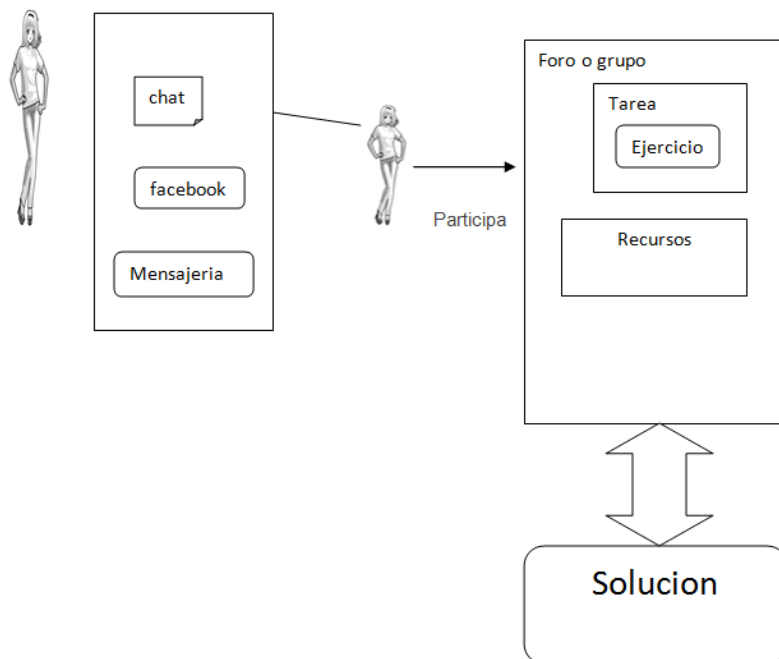 chat
facebook
Mensajeria
Participa
Foro o grupo
Tarea
Ejercicio
Recursos
Solucion